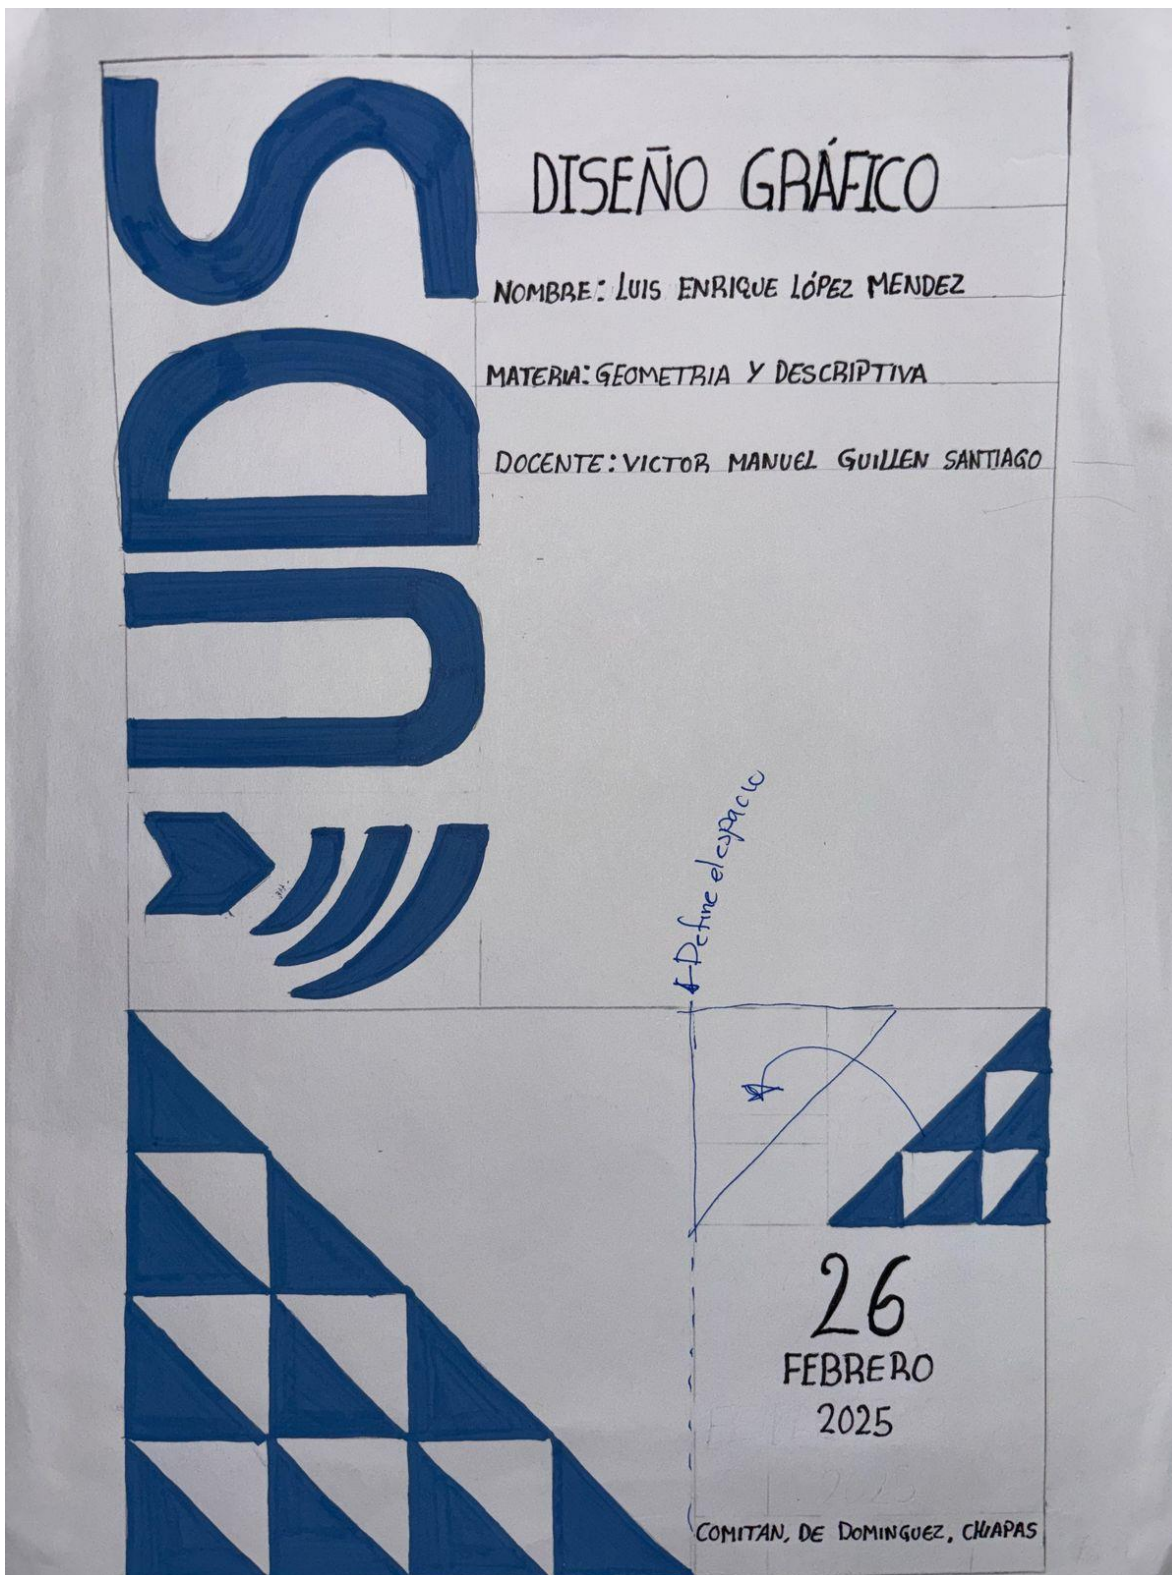 UDS
DISEÑO GRÁFICO
NOMBRE: LUIS ENRIQUE LÓPEZ MENDEZ
MATERIA: GEOMETRIA Y DESCRIPTIVA
DOCENTE: VICTOR MANUEL GUILLEN SANTIAGO
Define el espacio
26
FEBRERO
2025
COMITAN, DE DOMINGUEZ, CHIAPAS